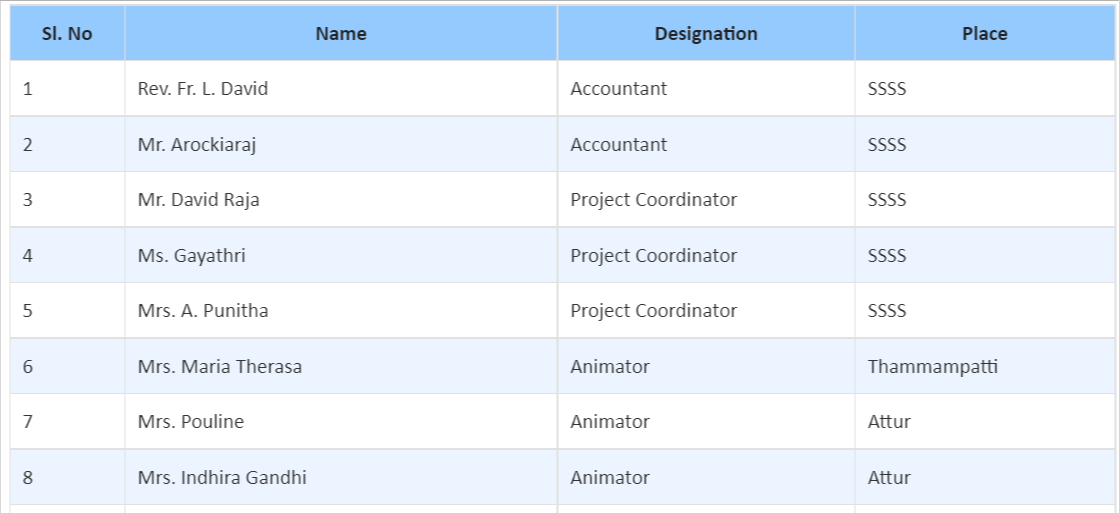 Sl. No Name Designation Place
1 Rev. Fr. L. David Accountant SSSS
2 Mr. Arockiaraj Accountant SSSS
3 Mr. David Raja Project Coordinator SSSS
4 Ms. Gayathri Project Coordinator SSSS
5 Mrs. A. Punitha Project Coordinator SSSS
6 Mrs. Maria Therasa Animator Thammampatti
7 Mrs. Pouline Animator Attur
8 Mrs. Indhira Gandhi Animator Attur